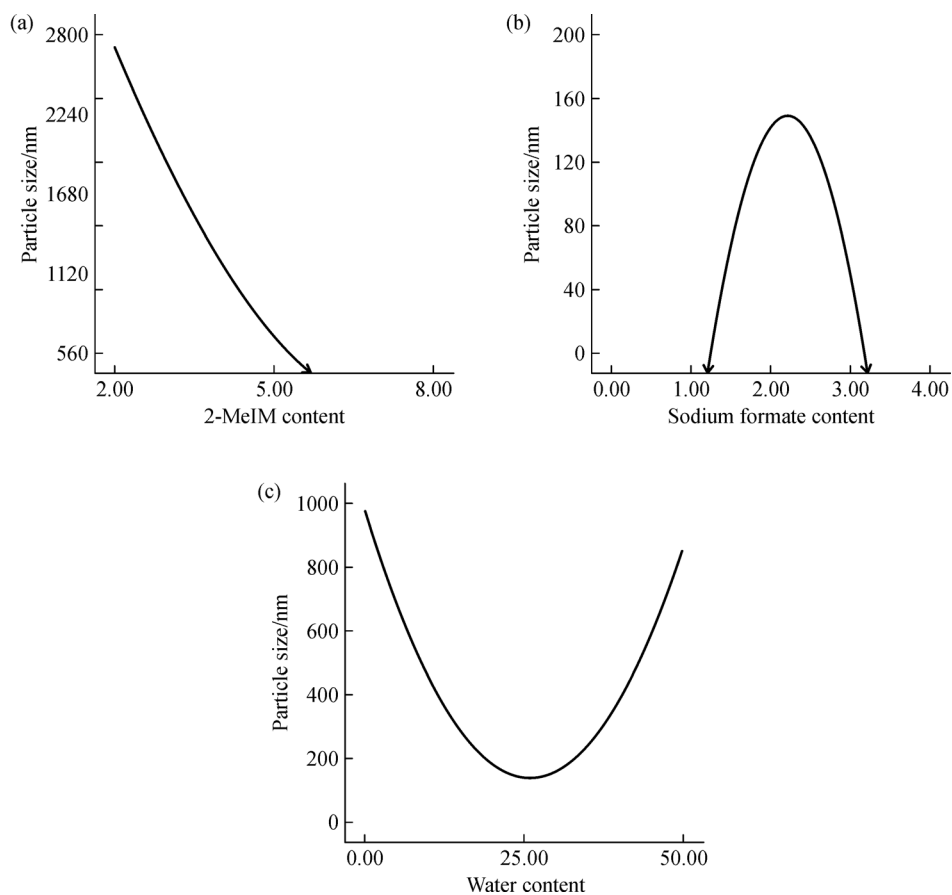 (a)
2800
2240
1680
1120
560
Particle size/nm
2.00 5.00 8.00
2-MeIM content
(b)
200
160
120
80
40
0
Particle size/nm
0.00 1.00 2.00 3.00 4.00
Sodium formate content
(c)
1000
800
600
400
200
0
Particle size/nm
0.00 25.00 50.00
Water content